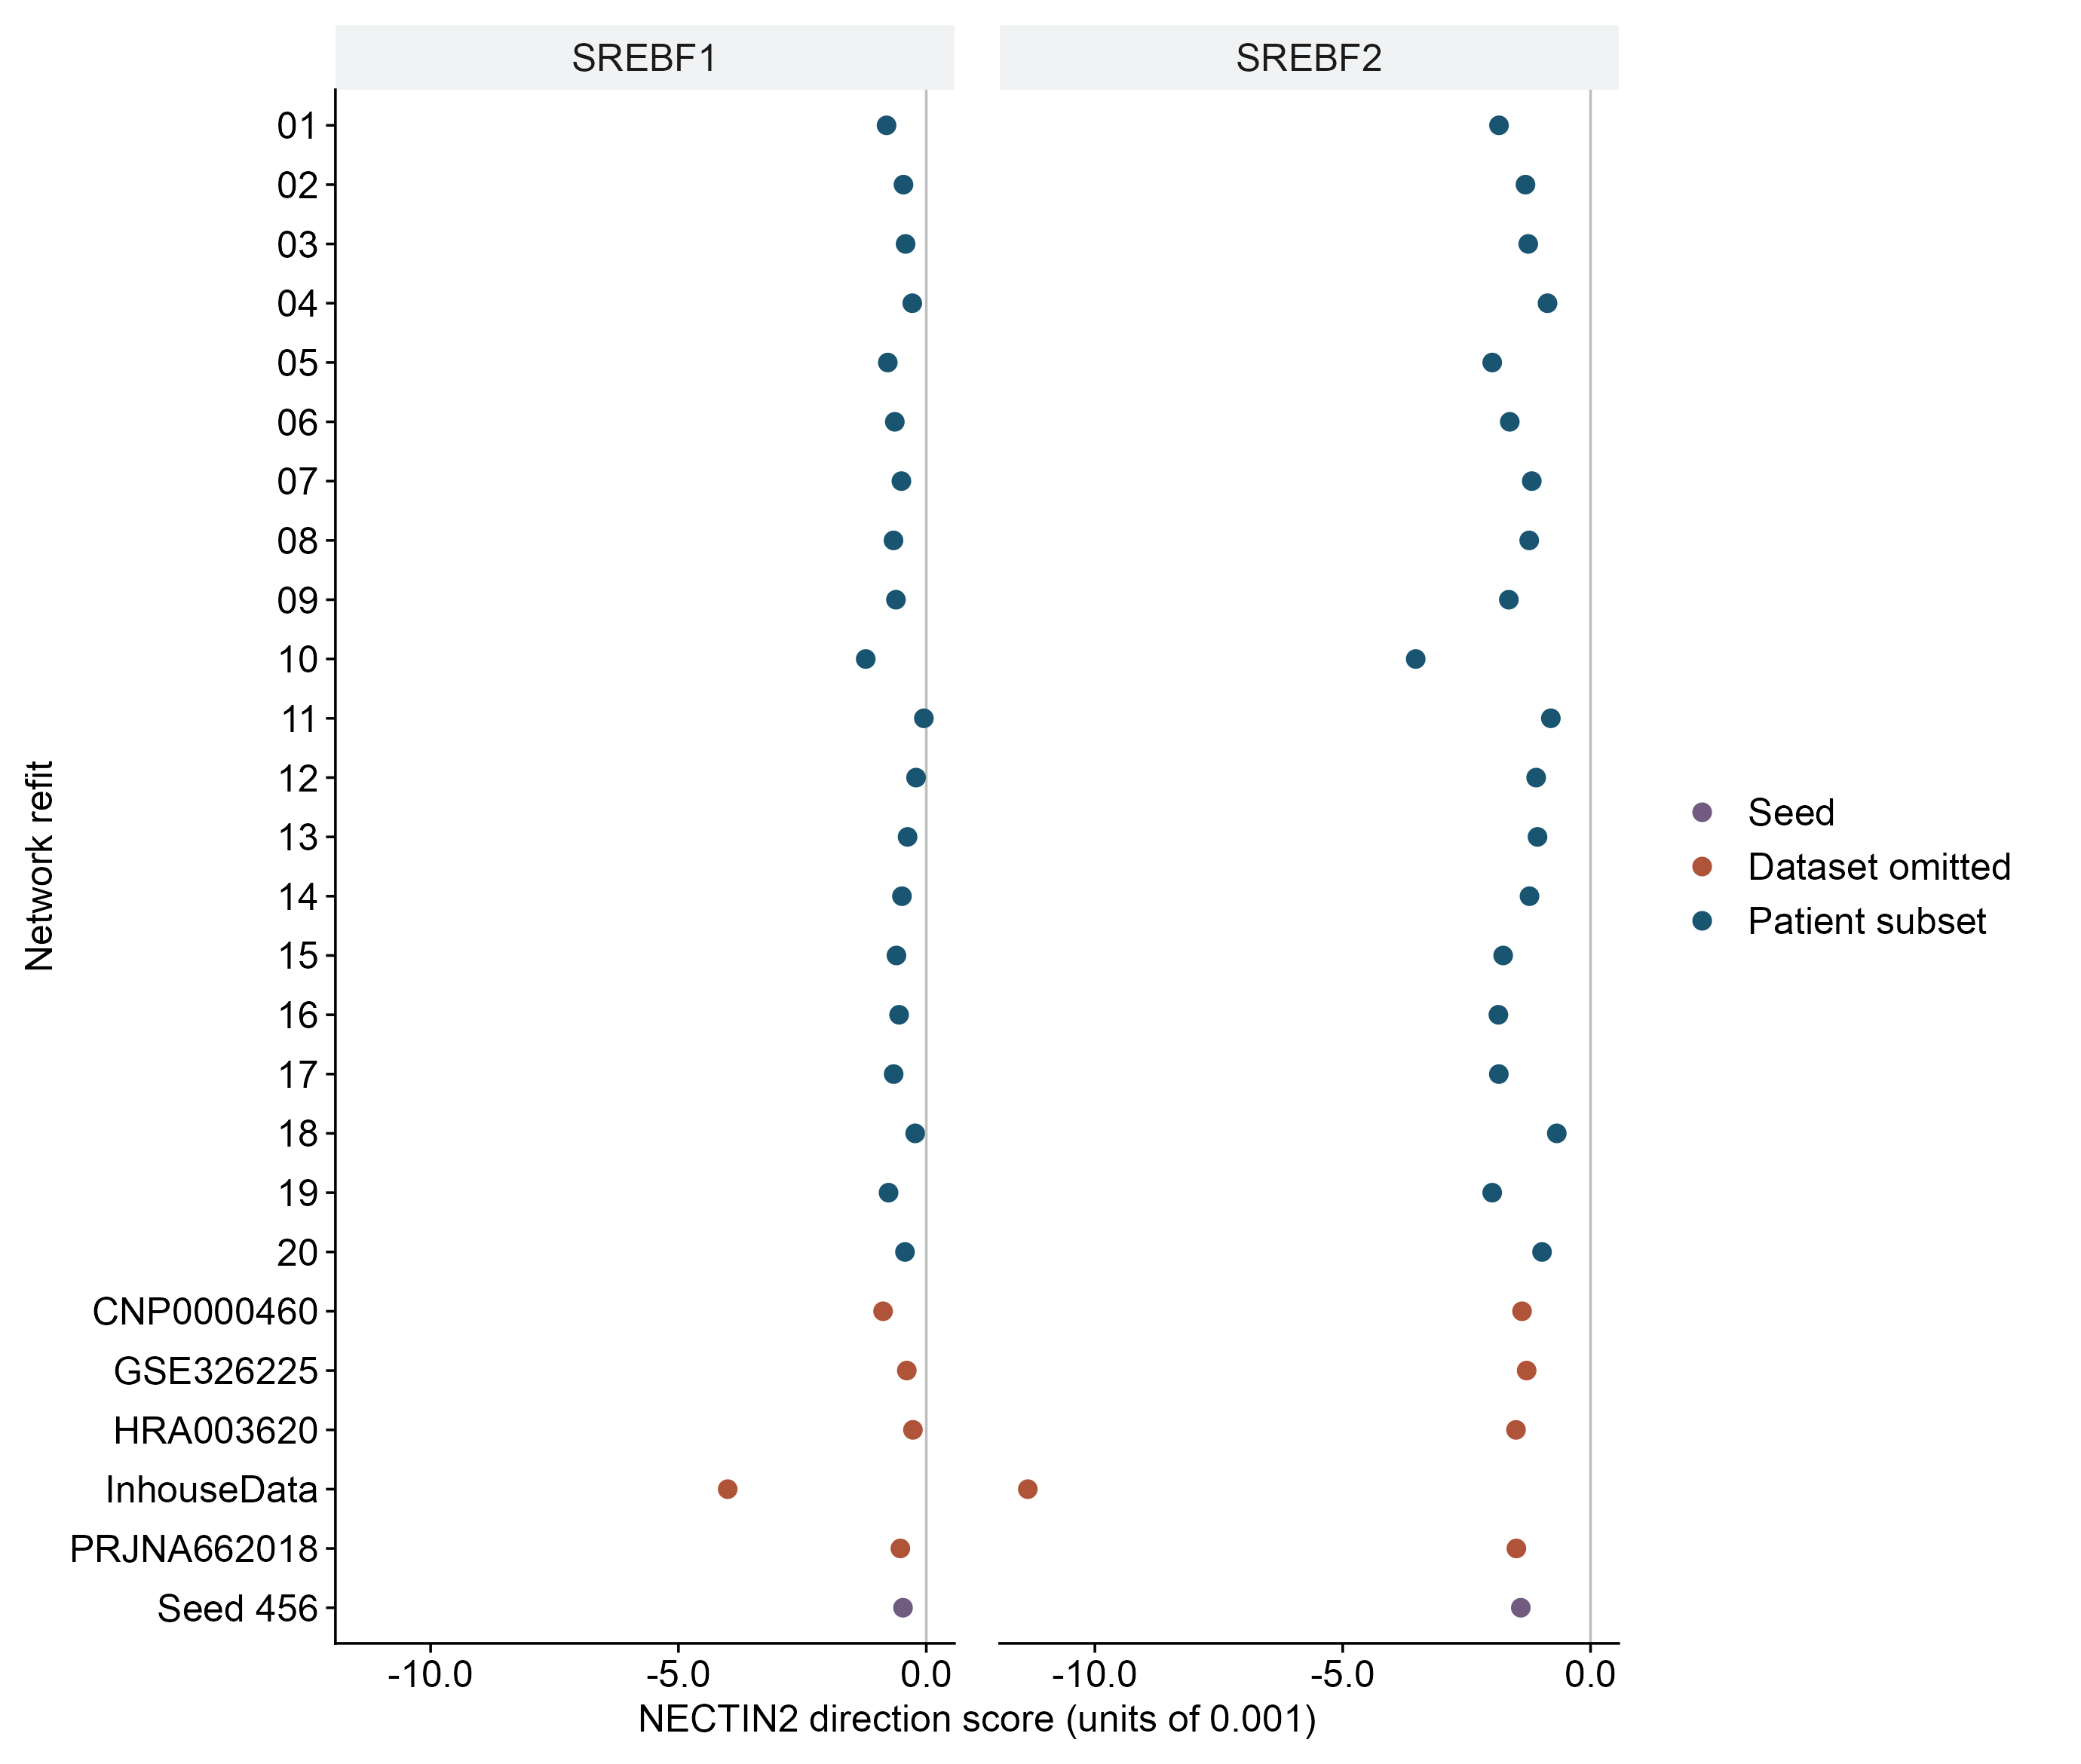 SREBF1
SREBF2
01
02
03
04
05
06
07
08
09
10
11
12
13
14
15
16
17
18
19
20
CNP0000460
GSE326225
HRA003620
InhouseData
PRJNA662018
Seed 456
Network refit
-10.0 -5.0 0.0
-10.0 -5.0 0.0
NECTIN2 direction score (units of 0.001)
Seed
Dataset omitted
Patient subset